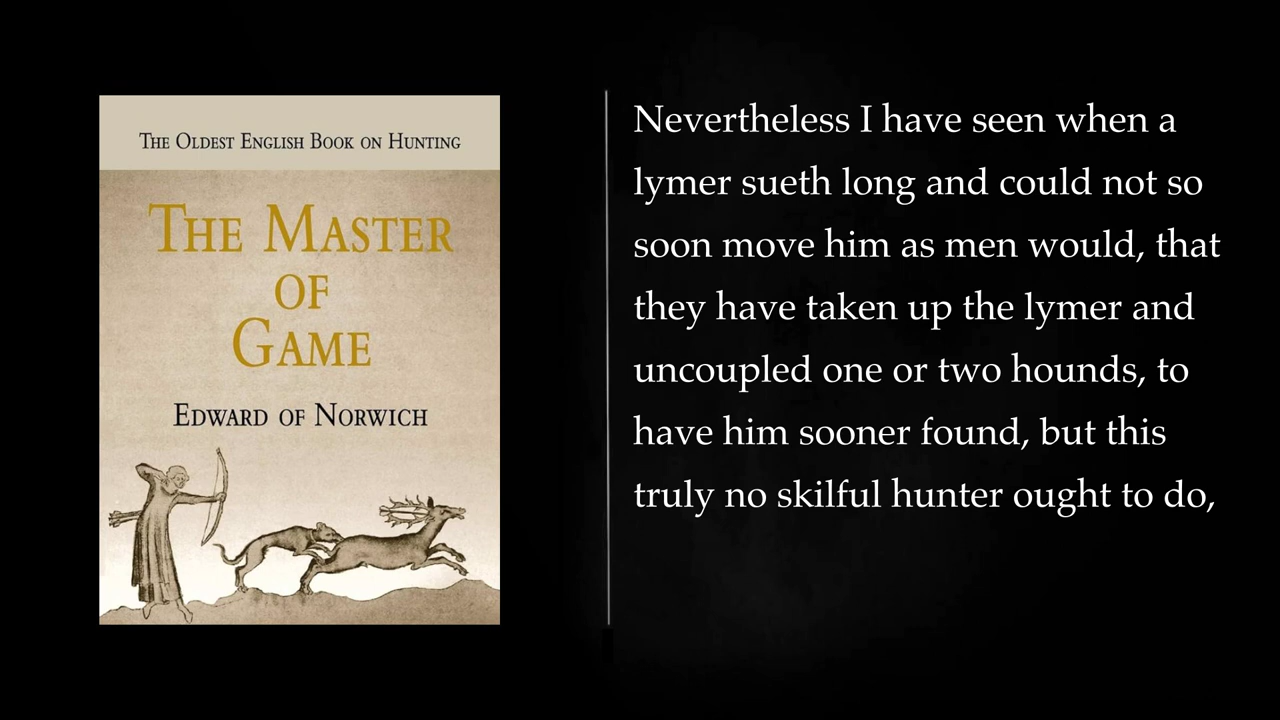 The Oldest English Book on Hunting
The Master
of
Game
Edward of Norwich
Nevertheless I have seen when a
lymer sueth long and could not so
soon move him as men would, that
they have taken up the lymer and
uncoupled one or two hounds, to
have him sooner found, but this
truly no skilful hunter ought to do,